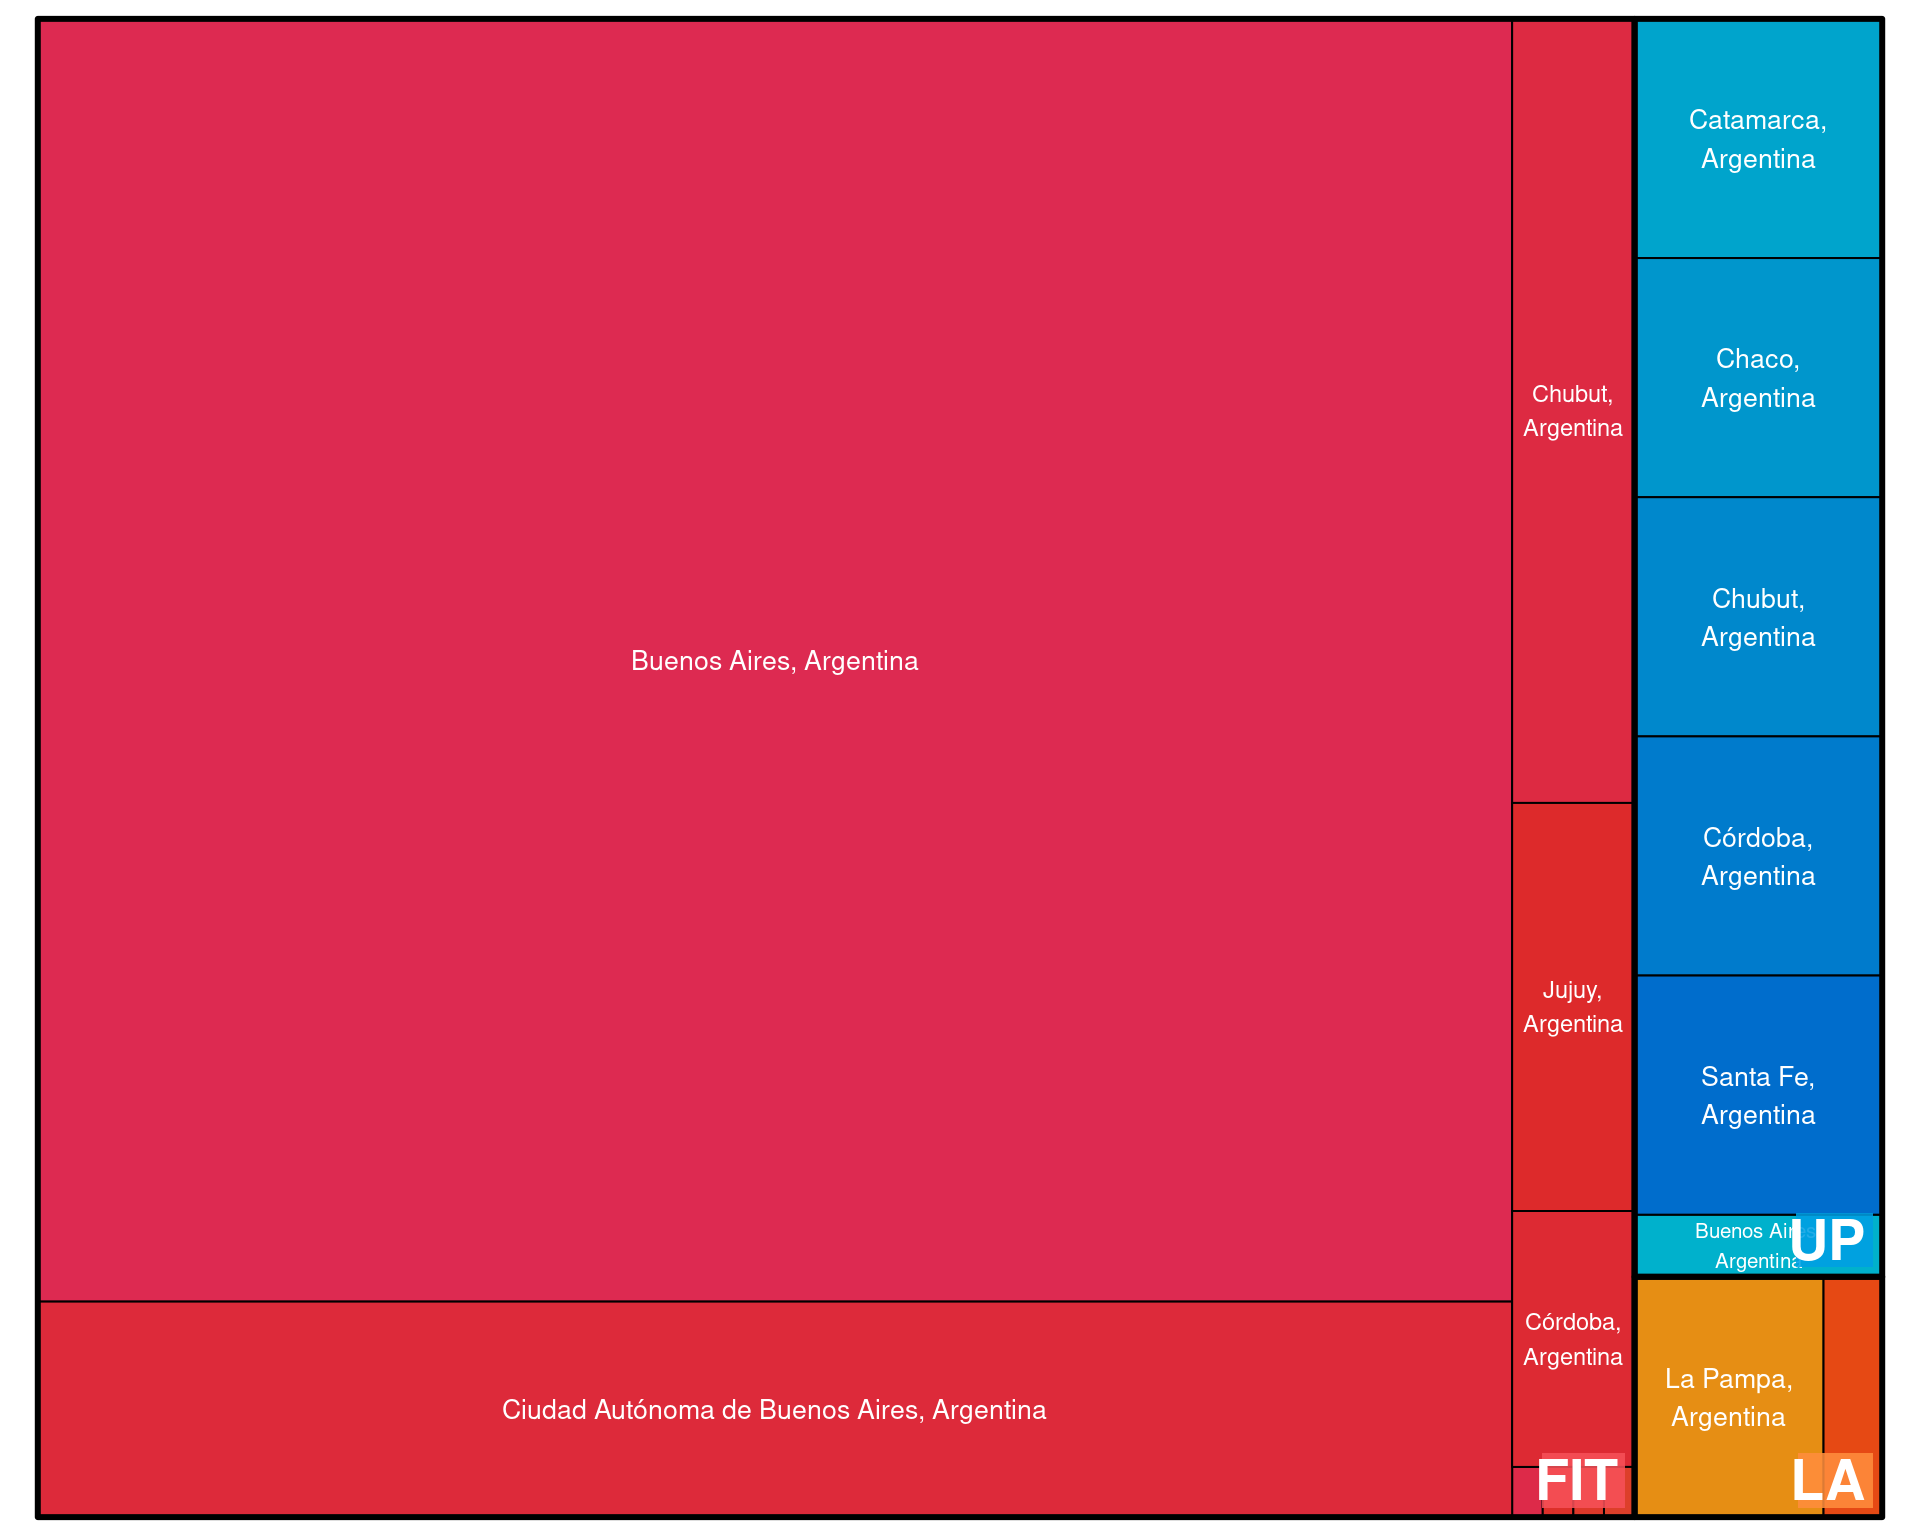 Buenos Aires, Argentina
Ciudad Autónoma de Buenos Aires, Argentina
Chubut,
Argentina
Jujuy,
Argentina
Córdoba,
Argentina
FIT
Catamarca,
Argentina
Chaco,
Argentina
Chubut,
Argentina
Córdoba,
Argentina
Santa Fe,
Argentina
Buenos Aires,
Argentina
UP
La Pampa,
Argentina
LA